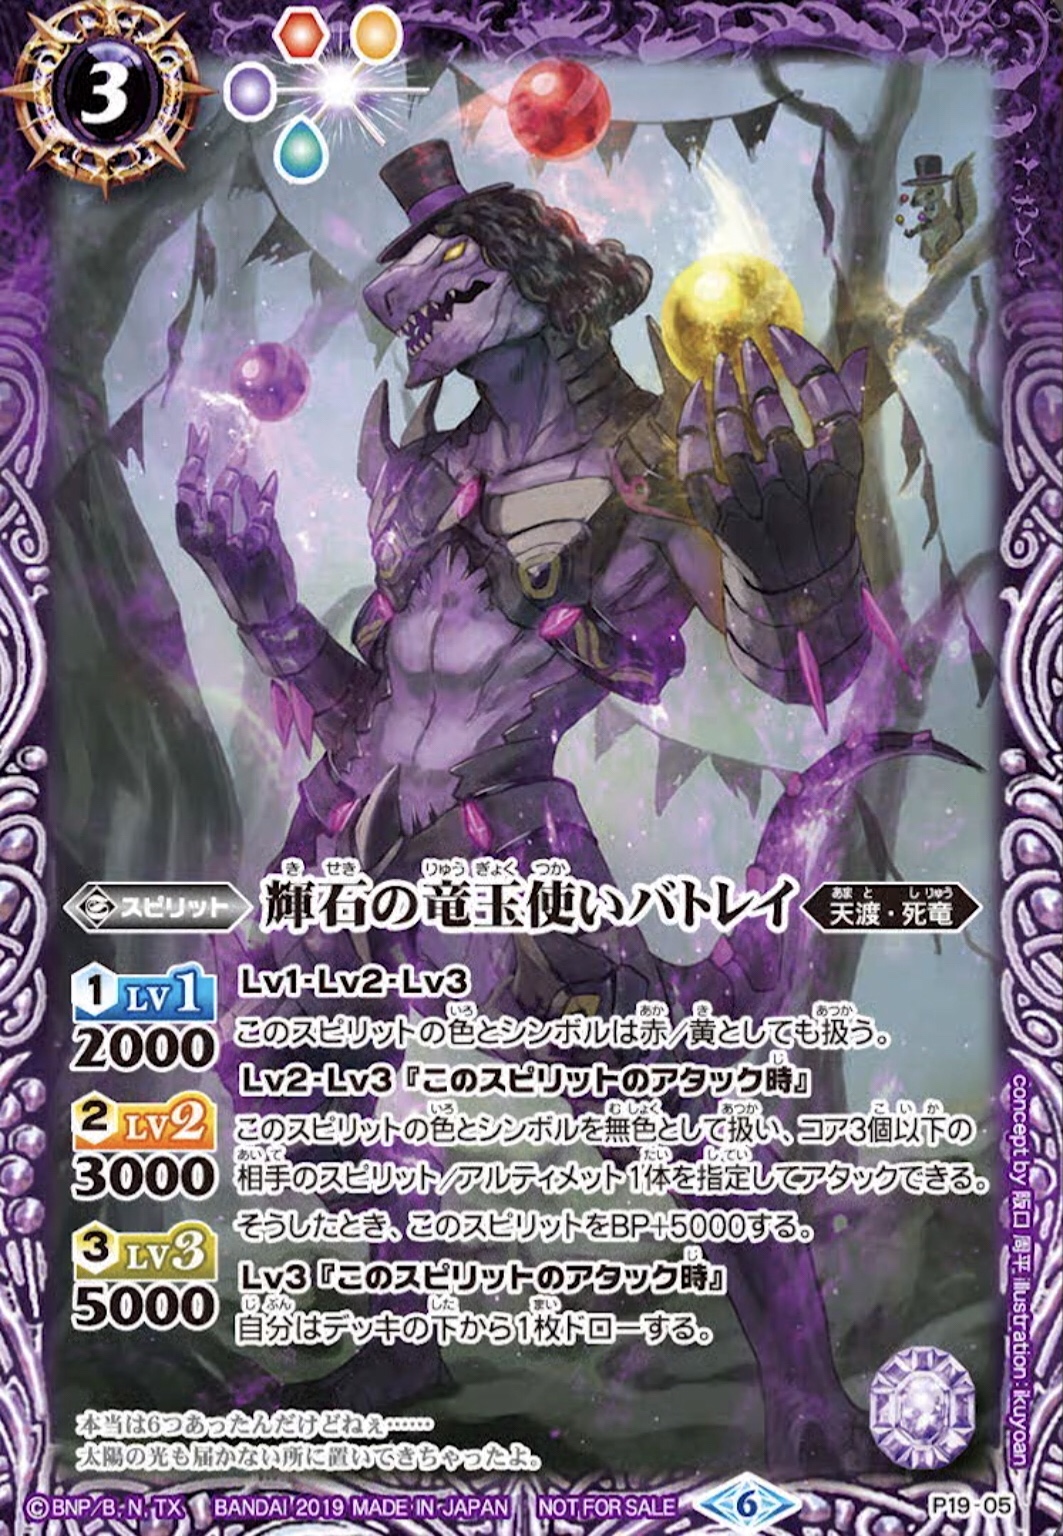 3
輝石の竜玉使いバトレイ
スピリット
天渡・死竜
1 LV1
2000
2 LV2
3000
3 LV3
5000
Lv1・Lv2・Lv3
このスピリットの色とシンボルは赤／黄としても扱う。
Lv2・Lv3『このスピリットのアタック時』
このスピリットの色とシンボルを無色として扱い、コア3個以下の
相手のスピリット／アルティメット1体を指定してアタックできる。
そうしたとき、このスピリットをBP+5000する。
Lv3『このスピリットのアタック時』
自分はデッキの下から1枚ドローする。
本当は6つあったんだけどねぇ……
太陽の光も届かない所に置いてきちゃったよ。
concept by 阪口 周平 illustration : ikuyoan
©BNP/B, N, TX BANDAI 2019 MADE IN JAPAN NOT FOR SALE
6
P19-05